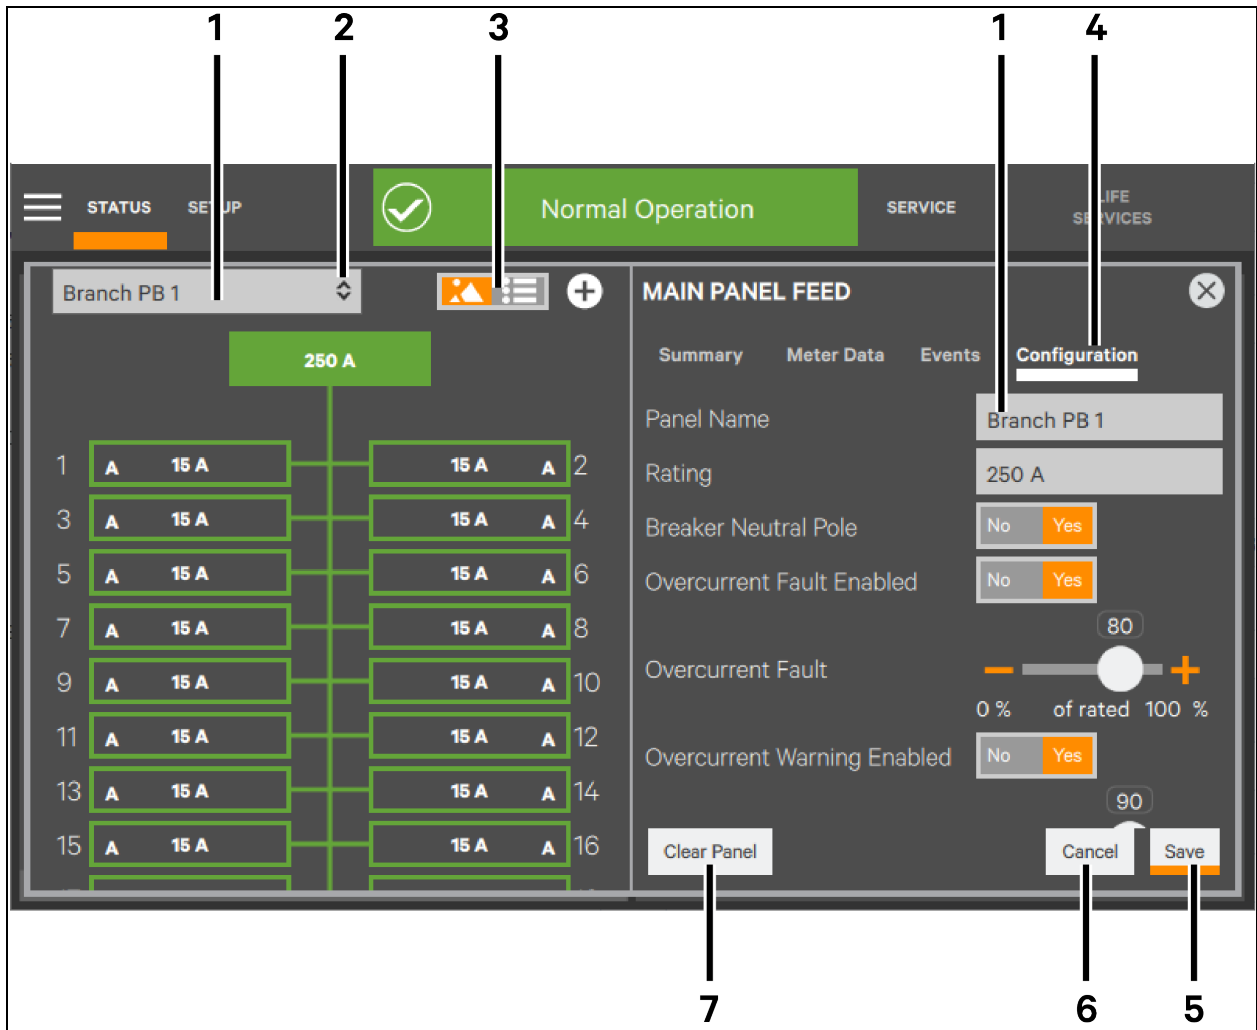 1 2 3 1 4
STATUS SETUP Normal Operation SERVICE LIFE
SERVICES
Branch PB 1
250 A
1 A 15 A 15 A A 2
3 A 15 A 15 A A 4
5 A 15 A 15 A A 6
7 A 15 A 15 A A 8
9 A 15 A 15 A A 10
11 A 15 A 15 A A 12
13 A 15 A 15 A A 14
15 A 15 A 15 A A 16
MAIN PANEL FEED
Summary Meter Data Events Configuration
Panel Name Branch PB 1
Rating 250 A
Breaker Neutral Pole No Yes
Overcurrent Fault Enabled No Yes
80
Overcurrent Fault
0 % of rated 100 %
Overcurrent Warning Enabled No Yes
90
Clear Panel Cancel Save
7 6 5